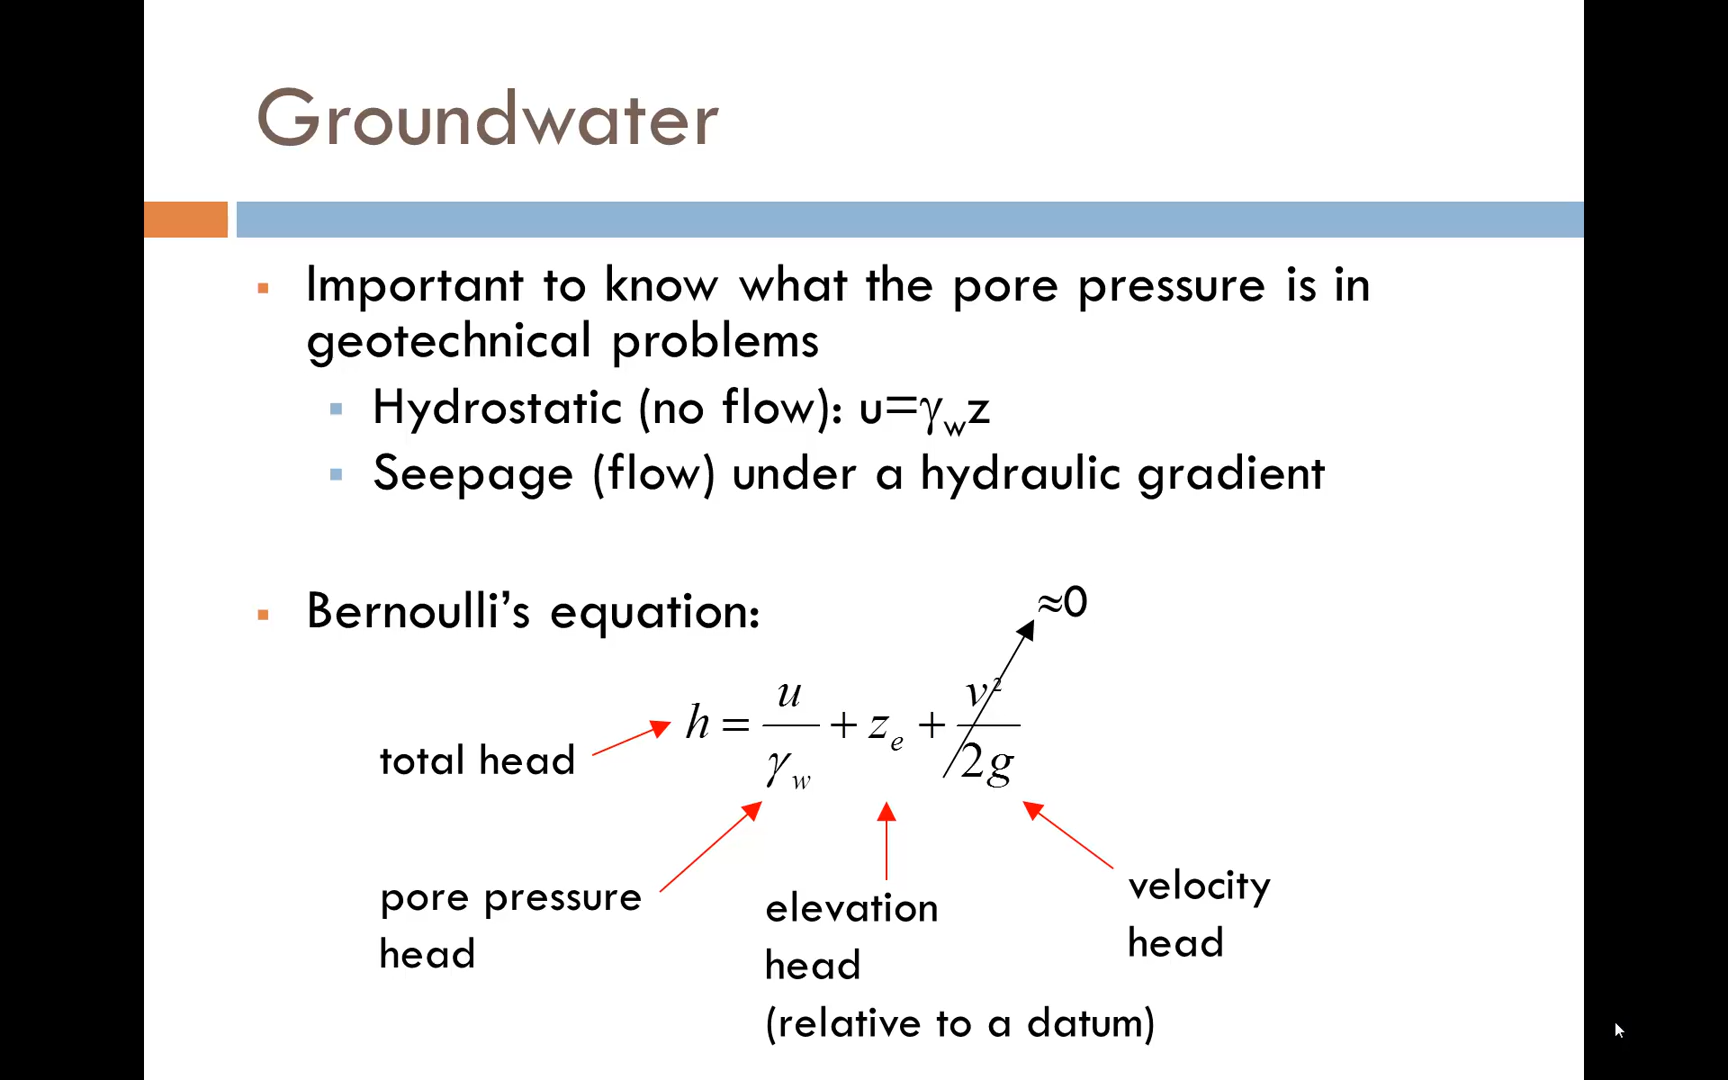 Groundwater
Important to know what the pore pressure is in
geotechnical problems
Hydrostatic (no flow): u=γwz
Seepage (flow) under a hydraulic gradient
Bernoulli’s equation:
≈0
h = u/γw + ze + v²/2g
total head
pore pressure
head
elevation
head
(relative to a datum)
velocity
head